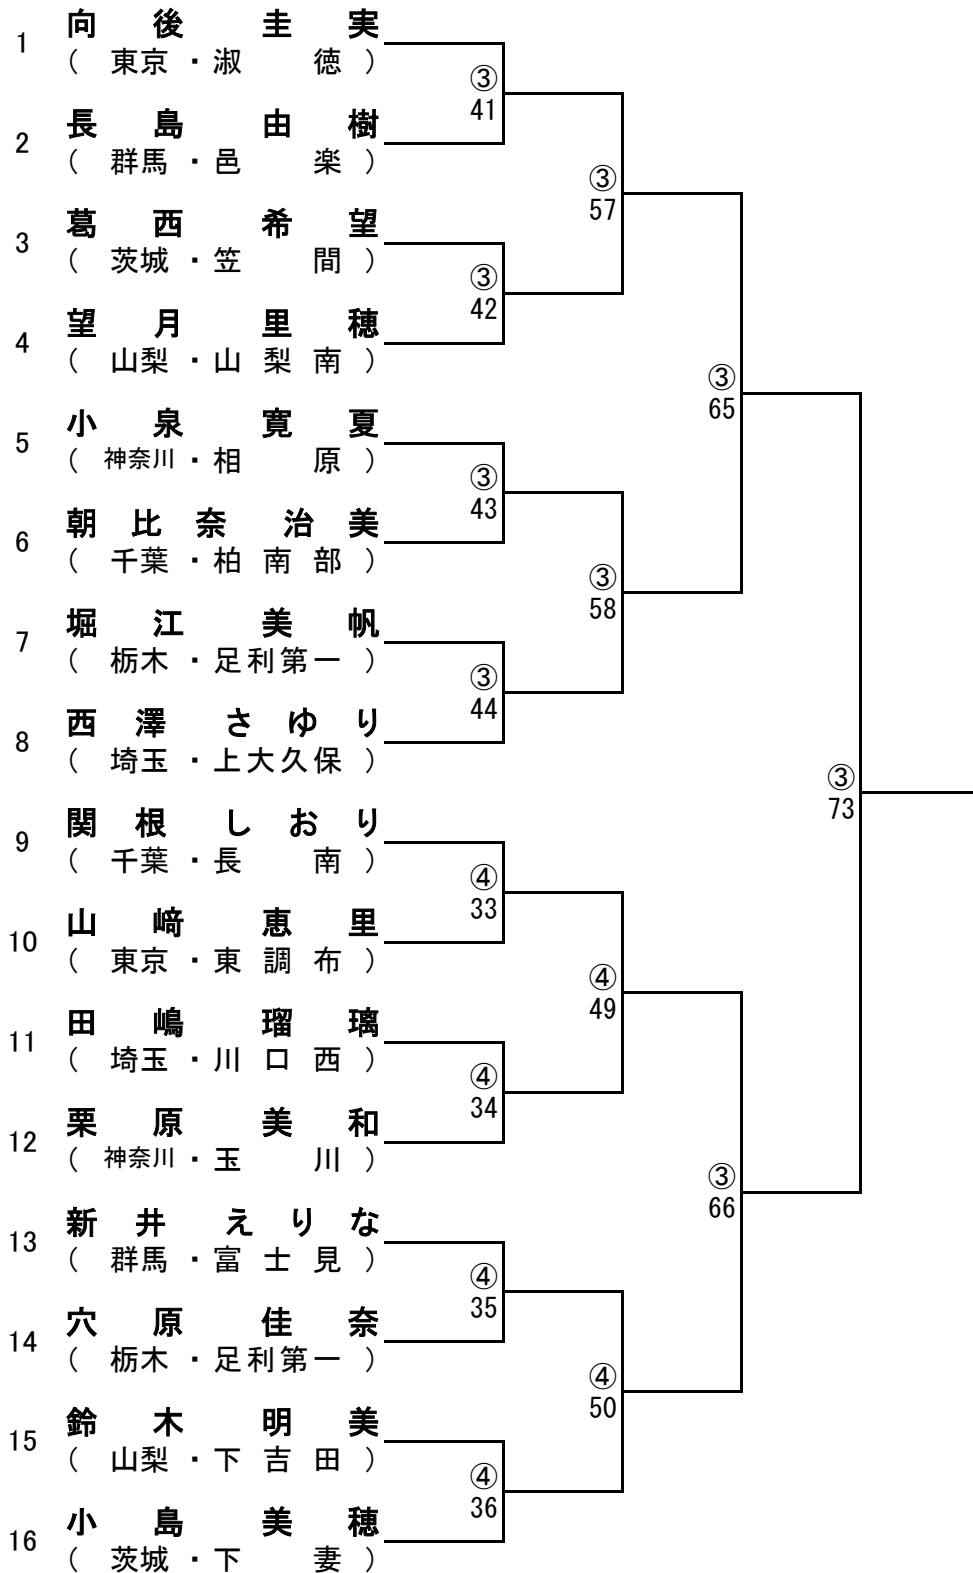 1 向後圭実
(東京・淑徳)
③
41
2 長島由樹
(群馬・邑楽)
③
57
3 葛西希望
(茨城・笠間)
③
42
4 望月里穂
(山梨・山梨南)
③
65
5 小泉寛夏
(神奈川・相原)
③
43
6 朝比奈治美
(千葉・柏南部)
③
58
7 堀江美帆
(栃木・足利第一)
③
44
8 西澤さゆり
(埼玉・上大久保)
③
73
9 関根しおり
(千葉・長南)
④
33
10 山﨑恵里
(東京・東調布)
④
49
11 田嶋瑠璃
(埼玉・川口西)
④
34
12 栗原美和
(神奈川・玉川)
③
66
13 新井えりな
(群馬・富士見)
④
35
14 穴原佳奈
(栃木・足利第一)
④
50
15 鈴木明美
(山梨・下吉田)
④
36
16 小島美穂
(茨城・下妻)